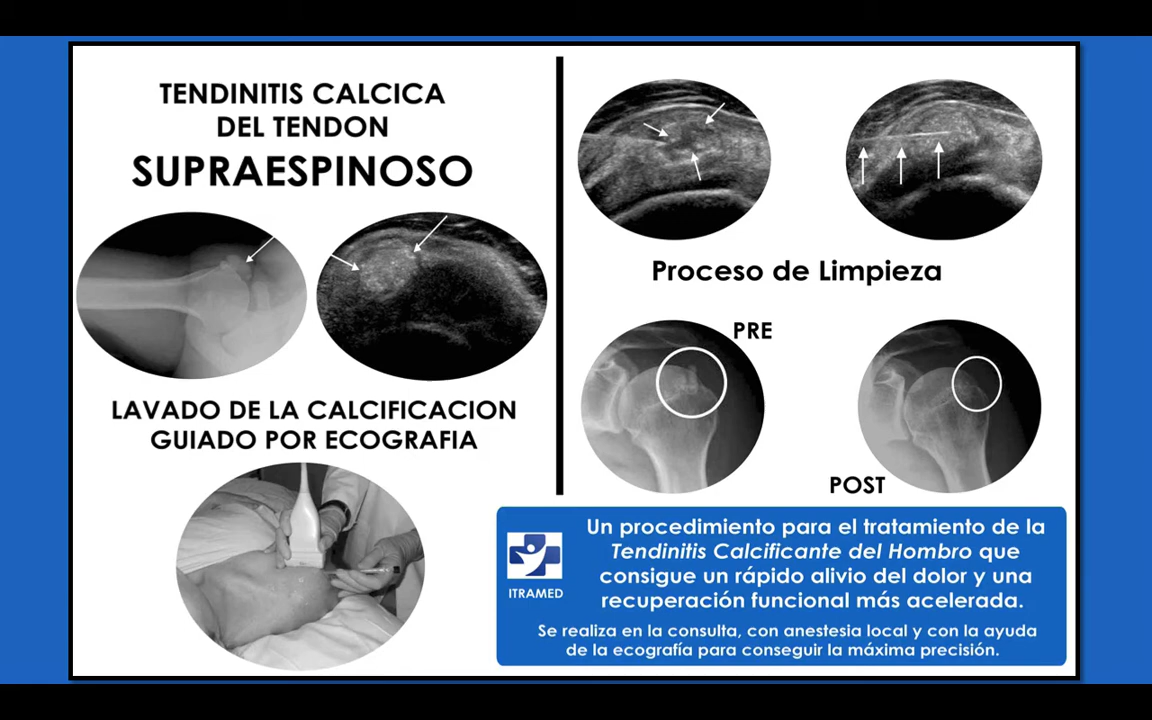 TENDINITIS CALCICA
DEL TENDON
SUPRAESPINOSO
LAVADO DE LA CALCIFICACION
GUIADO POR ECOGRAFIA
Proceso de Limpieza
PRE
POST
ITRAMED
Un procedimiento para el tratamiento de la
Tendinitis Calcificante del Hombro que
consigue un rápido alivio del dolor y una
recuperación funcional más acelerada.
Se realiza en la consulta, con anestesia local y con la ayuda
de la ecografía para conseguir la máxima precisión.